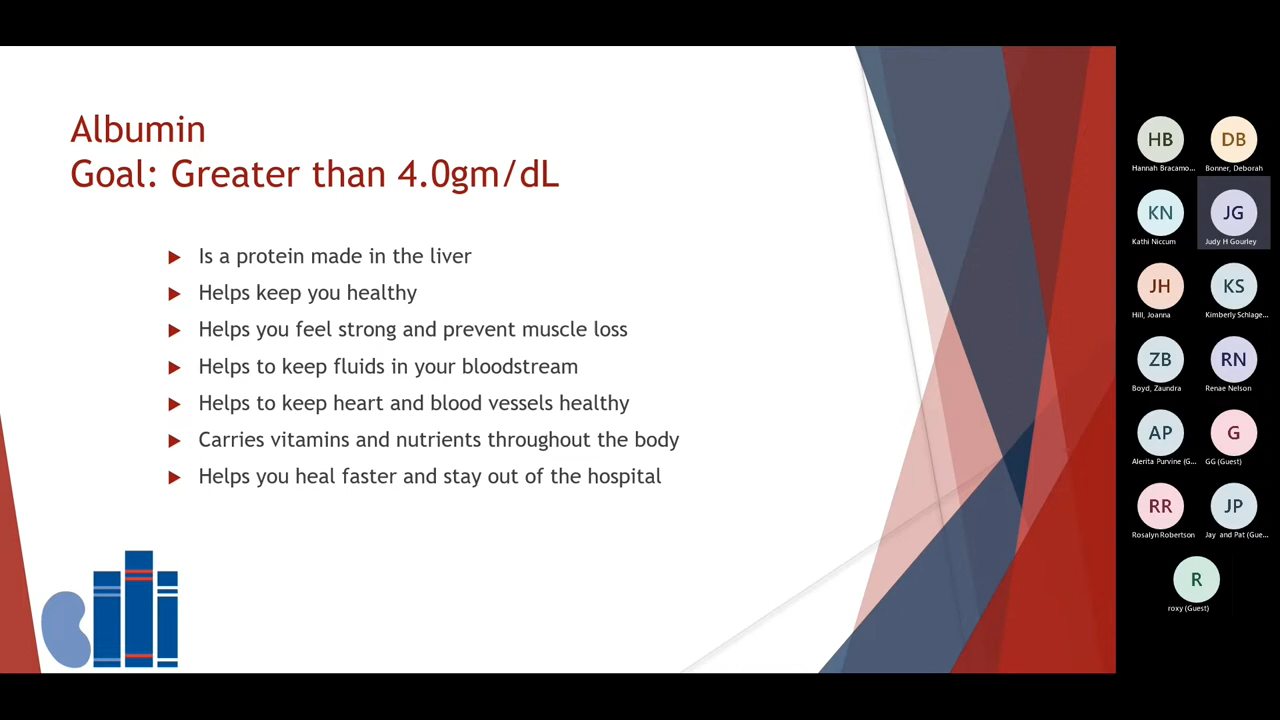 Albumin
Goal: Greater than 4.0gm/dL
Is a protein made in the liver
Helps keep you healthy
Helps you feel strong and prevent muscle loss
Helps to keep fluids in your bloodstream
Helps to keep heart and blood vessels healthy
Carries vitamins and nutrients throughout the body
Helps you heal faster and stay out of the hospital
HB DB
Hannah Bracamo... Bonner, Deborah
KN JG
Kathi Niccum Judy H Gourley
JH KS
Hill, Joanna Kimberly Schlage...
ZB RN
Boyd, Zaundra Renae Nelson
AP G
Alerita Purvine (G... GG (Guest)
RR JP
Rosalyn Robertson Jay and Pat (Gue...
R
roxy (Guest)